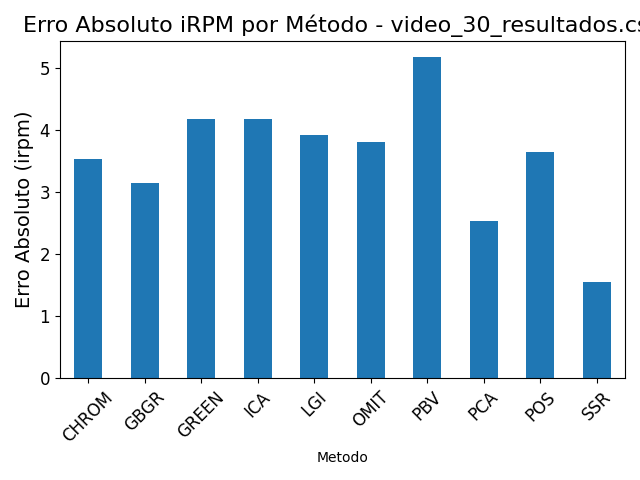 Erro Absoluto iRPM por Método - video_30_resultados.cs
Erro Absoluto (irpm)
5
4
3
2
1
0
CHROM GBGR GREEN ICA LGI OMIT PBV PCA POS SSR
Metodo